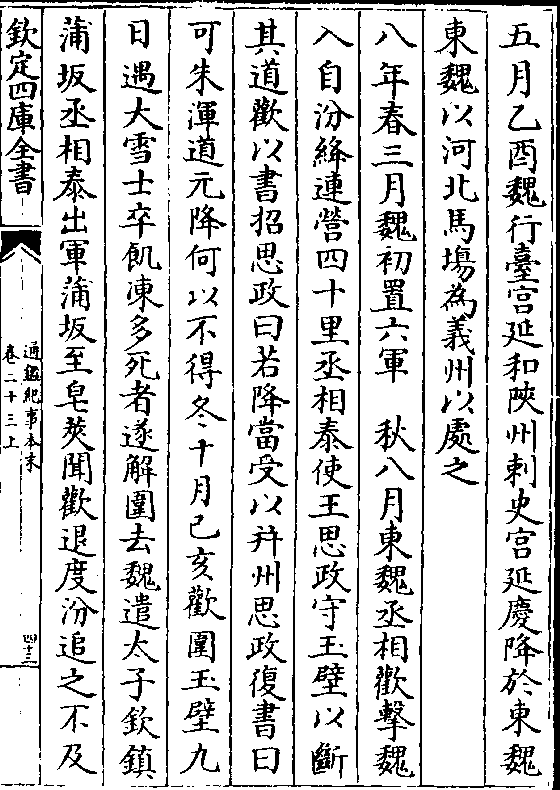 五月乙酉魏行臺宫延和陜州刺史宫延慶降於東魏
東魏以河北馬塲為義州以處之
八年春三月魏初置六軍　秋八月東魏丞相歡擊魏
入自汾絳連營四十里丞相泰使王思政守玉壁以斷
其道歡以書招思政曰若降當受以并州思政復書曰
可朱渾道元降何以不得冬十月己亥歡圍玉壁九
日遇大雪士卒飢凍多死者遂解圍去魏遣太子欽鎮
蒲坂丞相泰出軍蒲坂至皂莢聞歡退度汾追之不及
欽定四庫全書
通鑑紀事本末
卷二十三上
四十三